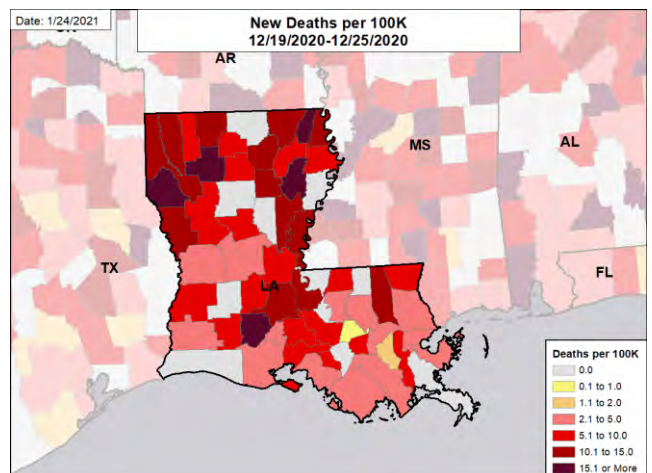 Date: 1/24/2021
New Deaths per 100K
12/19/2020-12/25/2020
AR
MS
AL
TX
LA
FL
Deaths per 100K
0.0
0.1 to 1.0
1.1 to 2.0
2.1 to 5.0
5.1 to 10.0
10.1 to 15.0
15.1 or More